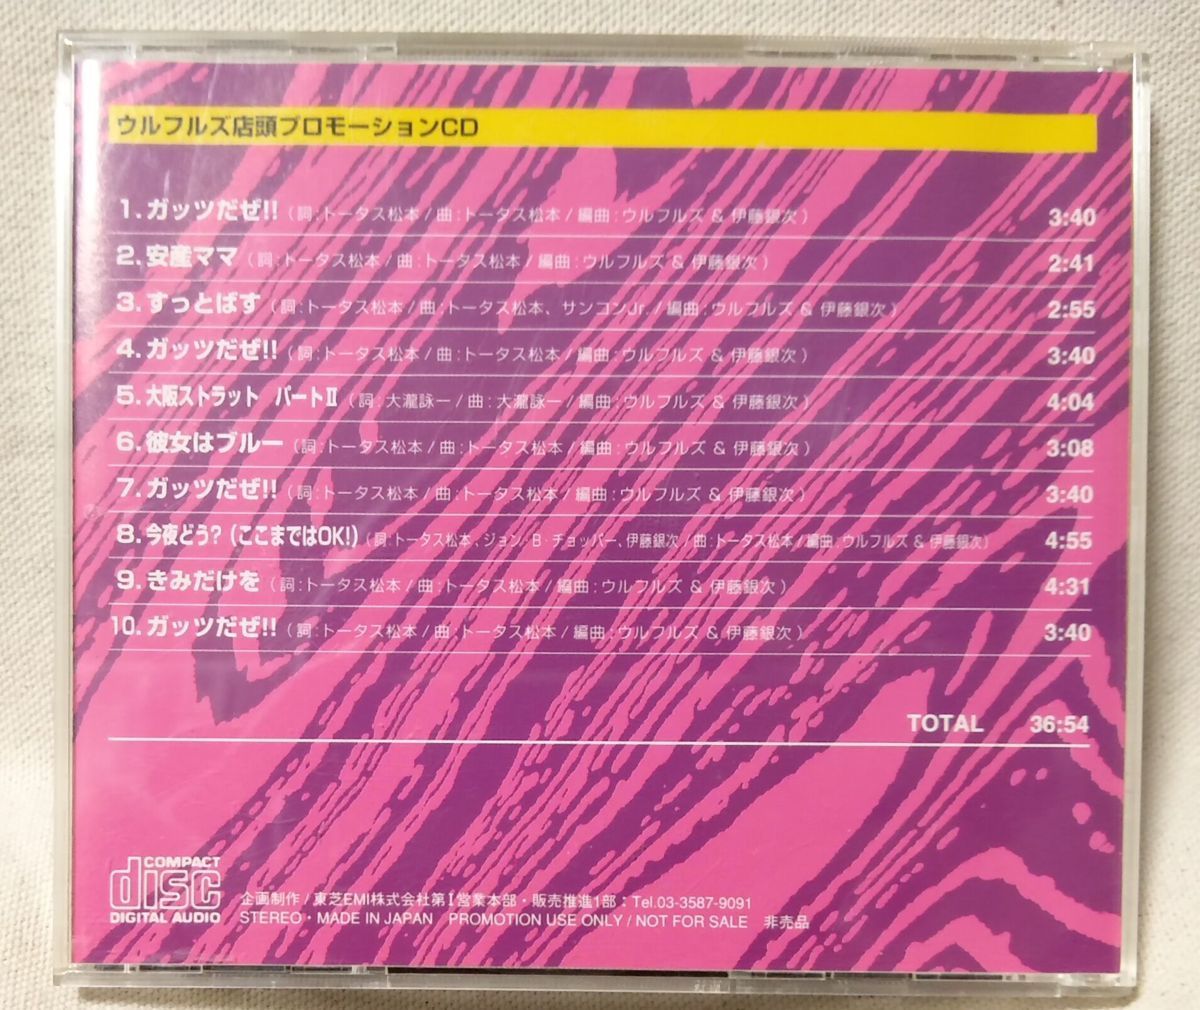 ウルフルズ店頭プロモーションCD
1. ガッツだぜ!! (詞:トータス松本/曲:トータス松本/編曲:ウルフルズ & 伊藤銀次) 3:40
2. 安産ママ (詞:トータス松本/曲:トータス松本/編曲:ウルフルズ & 伊藤銀次) 2:41
3. すっとばす (詞:トータス松本/曲:トータス松本、サンコンJr./編曲:ウルフルズ & 伊藤銀次) 2:55
4. ガッツだぜ!! (詞:トータス松本/曲:トータス松本/編曲:ウルフルズ & 伊藤銀次) 3:40
5. 大阪ストラット パートⅡ (詞:大瀧詠一/曲:大瀧詠一/編曲:ウルフルズ & 伊藤銀次) 4:04
6. 彼女はブルー (詞:トータス松本/曲:トータス松本/編曲:ウルフルズ & 伊藤銀次) 3:08
7. ガッツだぜ!! (詞:トータス松本/曲:トータス松本/編曲:ウルフルズ & 伊藤銀次) 3:40
8. 今夜どう? (ここまではOK!) (詞:トータス松本、ジョン・B・チョッパー、伊藤銀次/曲:トータス松本/編曲:ウルフルズ & 伊藤銀次) 4:55
9. きみだけを (詞:トータス松本/曲:トータス松本/編曲:ウルフルズ & 伊藤銀次) 4:31
10. ガッツだぜ!! (詞:トータス松本/曲:トータス松本/編曲:ウルフルズ & 伊藤銀次) 3:40
TOTAL 36:54
COMPACT
disc
DIGITAL AUDIO
企画制作/東芝EMI株式会社第Ⅰ営業本部・販売推進1部:Tel.03-3587-9091
STEREO・MADE IN JAPAN PROMOTION USE ONLY/NOT FOR SALE 非売品